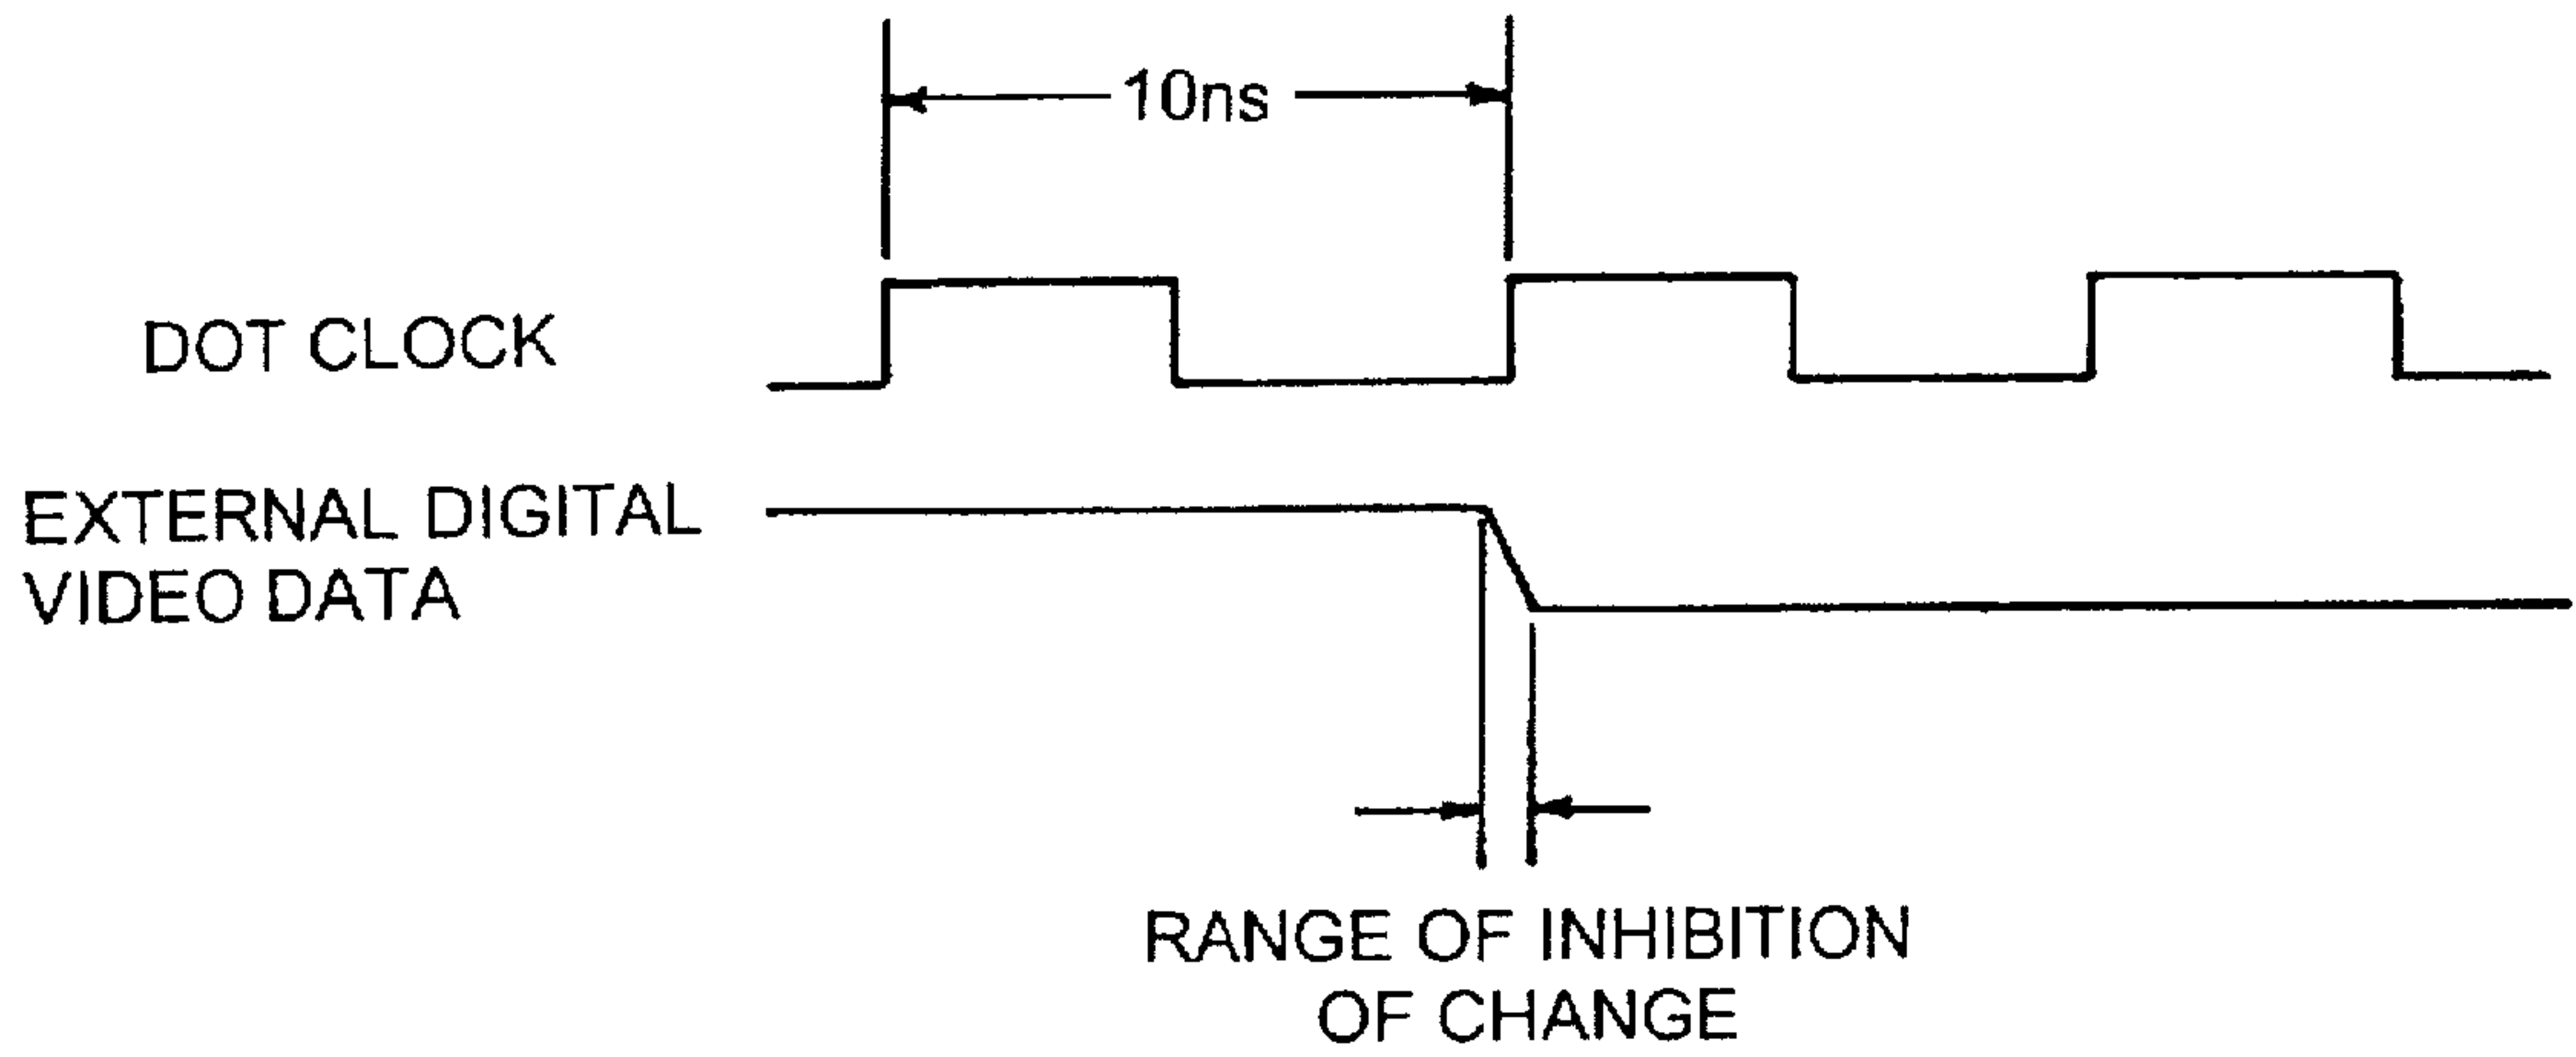 10ns
DOT CLOCK
EXTERNAL DIGITAL
VIDEO DATA
RANGE OF INHIBITION
OF CHANGE